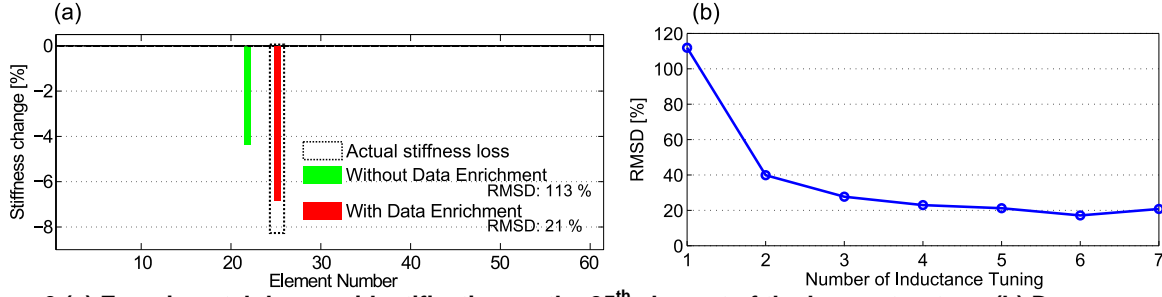 (a)
0
−2
−4
−6
−8
Stiffness change [%]
10
20
30
40
50
60
Element Number
Actual stiffness loss
Without Data Enrichment
RMSD: 113 %
With Data Enrichment
RMSD: 21 %
(b)
120
100
80
60
40
20
0
RMSD [%]
1
2
3
4
5
6
7
Number of Inductance Tuning